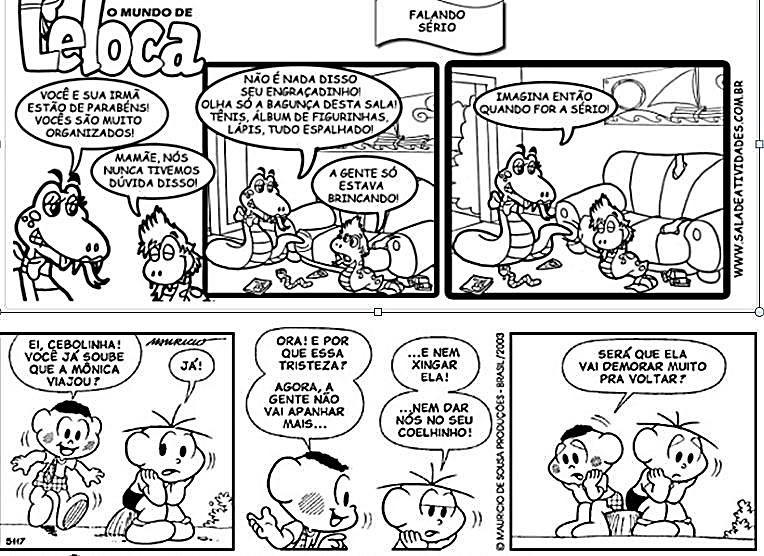 O MUNDO DE
Leloca
FALANDO
SÉRIO
VOCÊ E SUA IRMÃ
ESTÃO DE PARABÉNS!
VOCÊS SÃO MUITO
ORGANIZADOS!
MAMÃE, NÓS
NUNCA TIVEMOS
DÚVIDA DISSO!
NÃO É NADA DISSO
SEU ENGRAÇADINHO!
OLHA SÓ A BAGUNÇA DESTA SALA!
TÊNIS, ÁLBUM DE FIGURINHAS,
LÁPIS, TUDO ESPALHADO!
A GENTE SÓ
ESTAVA
BRINCANDO!
IMAGINA ENTÃO
QUANDO FOR A SÉRIO!
WWW.SALADEATIVIDADES.COM.BR
EI, CEBOLINHA!
VOCÊ JÁ SOUBE
QUE A MÔNICA
VIAJOU?
MAURICIO
JÁ!
5117
ORA! E POR
QUE ESSA
TRISTEZA?
AGORA, A
GENTE NÃO
VAI APANHAR
MAIS...
...E NEM
XINGAR
ELA!
...NEM DAR
NÓS NO SEU
COELHINHO!
© MAURICIO DE SOUSA PRODUÇÕES - BRASIL/2003
SERÁ QUE ELA
VAI DEMORAR MUITO
PRA VOLTAR?